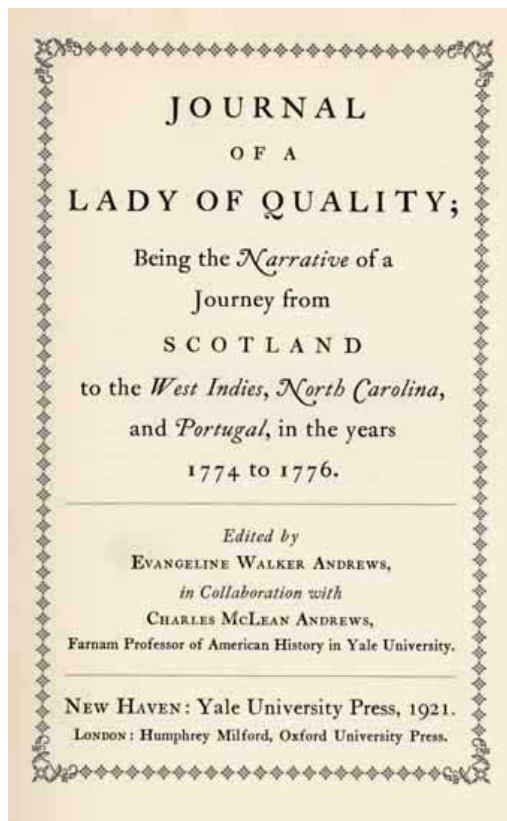 JOURNAL
OF A
LADY OF QUALITY;
Being the Narrative of a
Journey from
SCOTLAND
to the West Indies, North Carolina,
and Portugal, in the years
1774 to 1776.
Edited by
EVANGELINE WALKER ANDREWS,
in Collaboration with
CHARLES MCLEAN ANDREWS,
Farnam Professor of American History in Yale University.
NEW HAVEN: Yale University Press, 1921.
LONDON: Humphrey Milford, Oxford University Press.